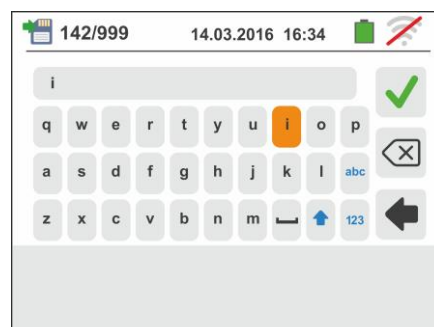 142/999 14.03.2016 16:34
i
q w e r t y u i o p
a s d f g h j k l abc
z x c v b n m 123